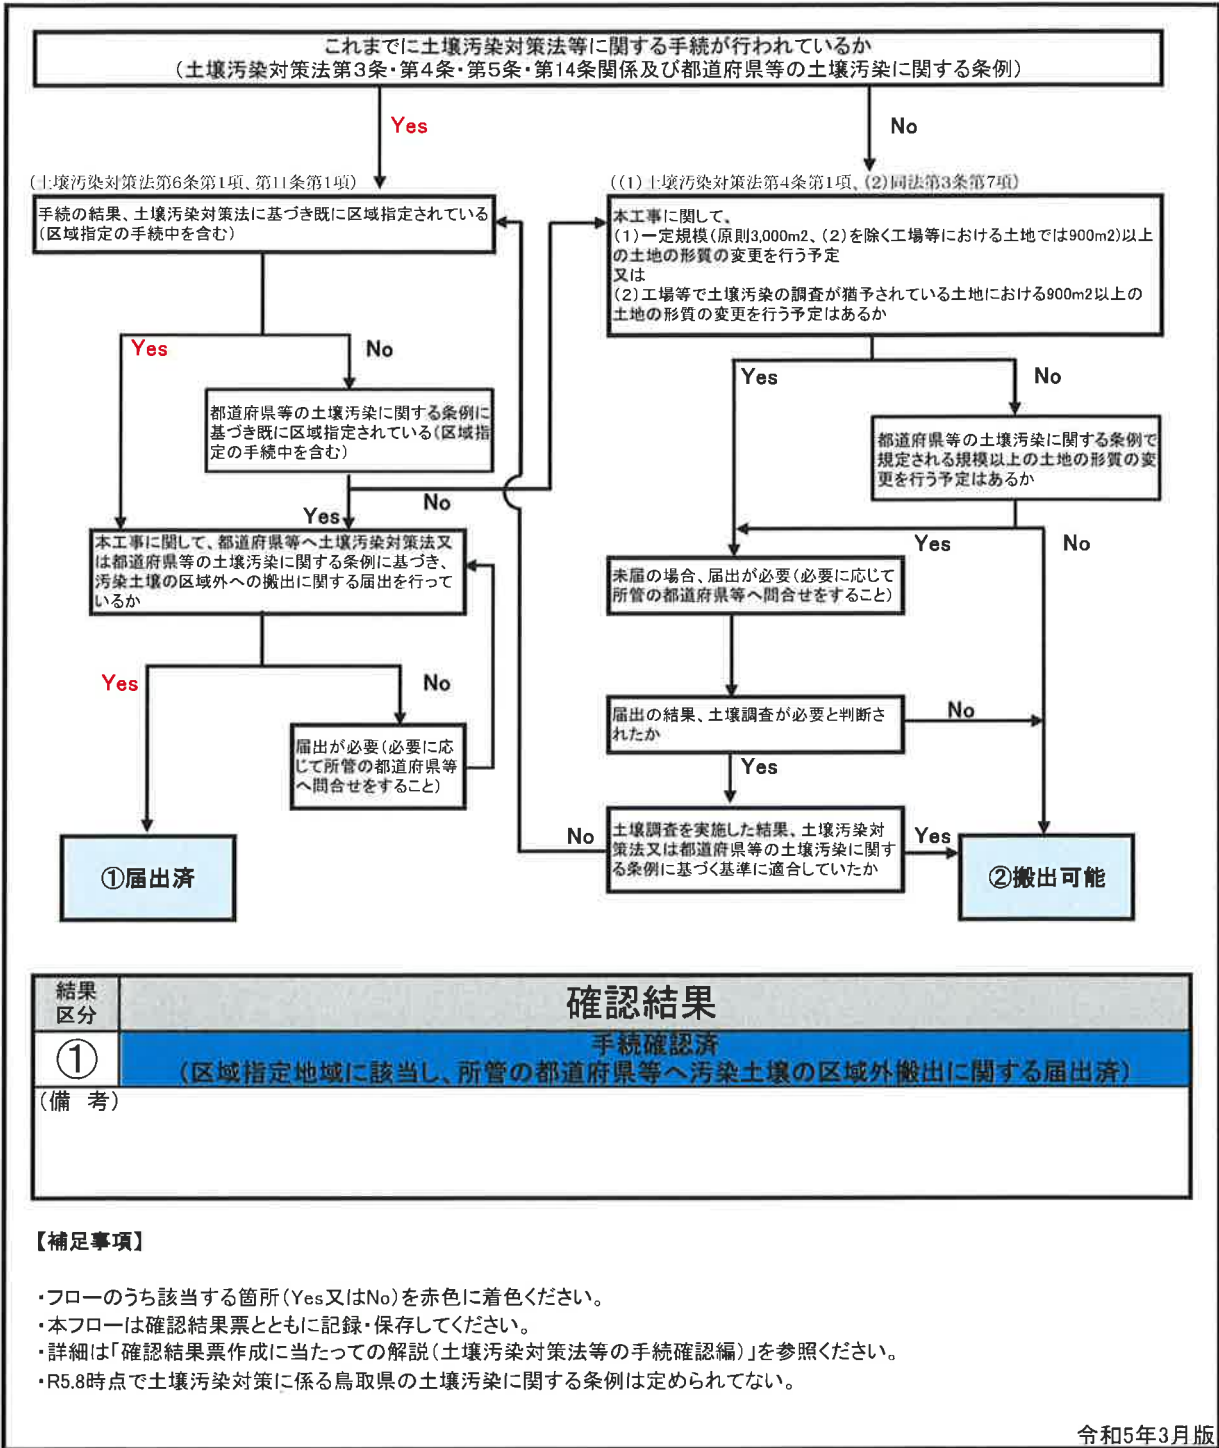 これまでに土壌汚染対策法等に関する手続が行われているか
(土壌汚染対策法第3条・第4条・第5条・第14条関係及び都道府県等の土壌汚染に関する条例)
Yes
No
(土壌汚染対策法第6条第1項、第11条第1項)
手続の結果、土壌汚染対策法に基づき既に区域指定されている
(区域指定の手続中を含む)
Yes
No
都道府県等の土壌汚染に関する条例に
基づき既に区域指定されている(区域指
定の手続中を含む)
No
Yes
本工事に関して、都道府県等へ土壌汚染対策法又
は都道府県等の土壌汚染に関する条例に基づき、
汚染土壌の区域外への搬出に関する届出を行って
いるか
Yes
No
届出が必要(必要に応
じて所管の都道府県等
へ問合せをすること)
①届出済
((1)土壌汚染対策法第4条第1項、(2)同法第3条第7項)
本工事に関して、
(1)一定規模(原則3,000m2、(2)を除く工場等における土地では900m2)以上
の土地の形質の変更を行う予定
又は
(2)工場等で土壌汚染の調査が猶予されている土地における900m2以上の
土地の形質の変更を行う予定はあるか
Yes
No
都道府県等の土壌汚染に関する条例で
規定される規模以上の土地の形質の変
更を行う予定はあるか
Yes
No
未届の場合、届出が必要(必要に応じて
所管の都道府県等へ問合せをすること)
届出の結果、土壌調査が必要と判断さ
れたか
No
Yes
土壌調査を実施した結果、土壌汚染対
策法又は都道府県等の土壌汚染に関す
る条例に基づく基準に適合していたか
No
Yes
②搬出可能
結果
区分
確認結果
①
手続確認済
(区域指定地域に該当し、所管の都道府県等へ汚染土壌の区域外搬出に関する届出済)
(備 考)
【補足事項】
・フローのうち該当する箇所(Yes又はNo)を赤色に着色ください。
・本フローは確認結果票とともに記録・保存してください。
・詳細は「確認結果票作成に当たっての解説(土壌汚染対策法等の手続確認編)」を参照ください。
・R5.8時点で土壌汚染対策に係る鳥取県の土壌汚染に関する条例は定められてない。
令和5年3月版